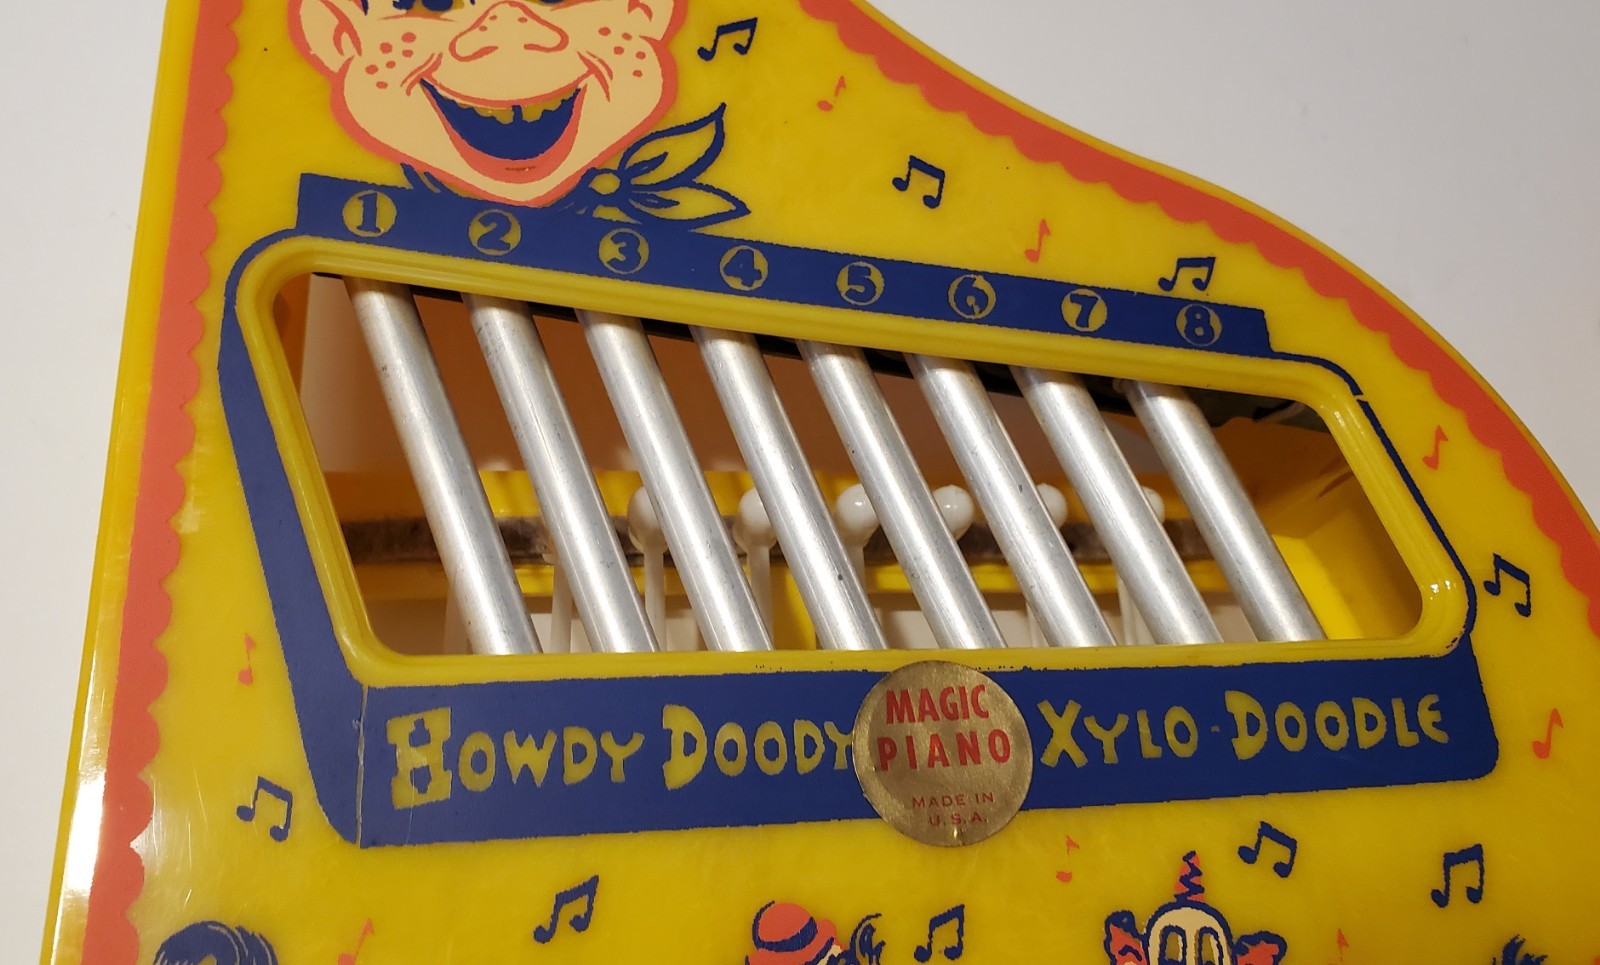 1 2 3 4 5 6 7 8
HOWDY DOODY XYLO-DOODLE
MAGIC
PIANO
MADE IN
U.S.A.